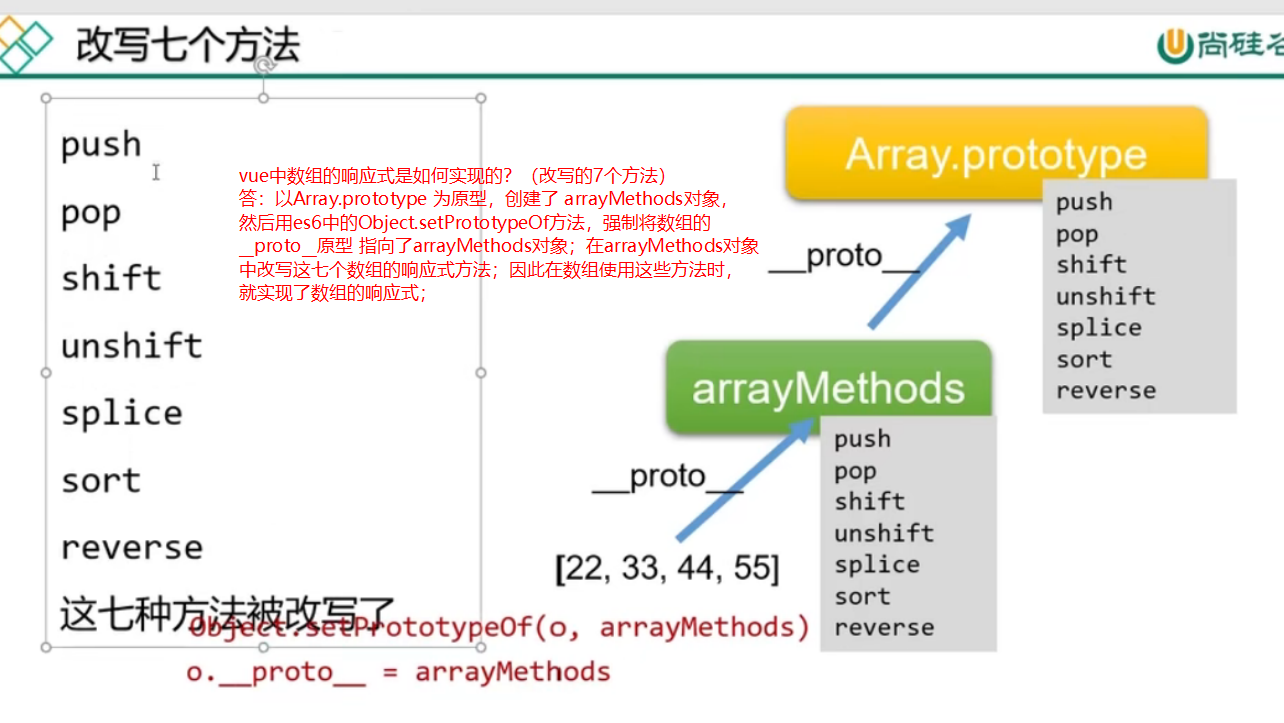 改写七个方法
尚硅谷
push
pop
shift
unshift
splice
sort
reverse
这七种方法被改写了
vue中数组的响应式是如何实现的？（改写的7个方法）
答：以Array.prototype 为原型，创建了 arrayMethods对象，
然后用es6中的Object.setPrototypeOf方法，强制将数组的
__proto__原型 指向了arrayMethods对象；在arrayMethods对象
中改写这七个数组的响应式方法；因此在数组使用这些方法时，
就实现了数组的响应式；
Array.prototype
push
pop
shift
unshift
splice
sort
reverse
__proto__
arrayMethods
push
pop
shift
unshift
splice
sort
reverse
__proto__
[22, 33, 44, 55]
Object.setPrototypeOf(o, arrayMethods)
o.__proto__ = arrayMethods